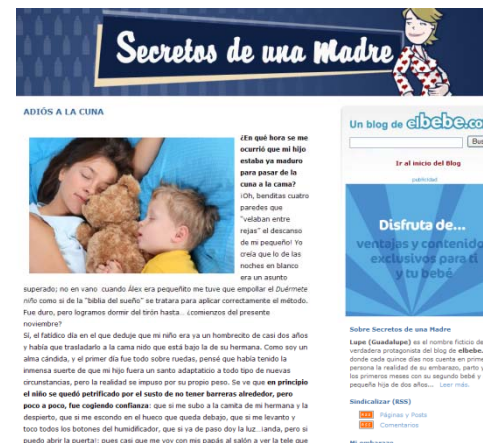 Secretos de una Madre
ADIÓS A LA CUNA
¿En qué hora se me
ocurrió que mi hijo
estaba ya maduro
para pasar de la
cuna a la cama?
¡Oh, benditas cuatro
paredes que
"velaban entre
rejas" el descanso
de mi pequeño! Yo
creía que lo de las
noches en blanco
era un asunto
superado; no en vano cuando Álex era pequeñito me tuve que empollar el Duérmete
niño como si de la "biblia del sueño" se tratara para aplicar correctamente el método.
Fue duro, pero logramos dormir del tirón hasta... ¿comienzos del presente
noviembre?
Sí, el fatídico día en el que deduje que mi niño era ya un hombrecito de casi dos años
y había que trasladarlo a la cama nido que está bajo la de su hermana. Como soy un
alma cándida, y el primer día fue todo sobre ruedas, pensé que había tenido la
inmensa suerte de que mi hijo fuera un santo adaptaticio a todo tipo de nuevas
circunstancias, pero la realidad se impuso por su propio peso. Se ve que en principio
el niño se quedó petrificado por el susto de no tener barreras alrededor, pero
poco a poco, fue cogiendo confianza: que si me subo a la camita de mi hermana y la
despierto, que si me escondo en el hueco que queda debajo, que si me levanto y
toco todos los botones del humidificador, que si ya de paso doy la luz...¡anda, pero si
puedo abrir la puerta!: pues casi que me voy con mis papás al salón a ver la tele que
Un blog de elbebe.co
Bus
Ir al inicio del Blog
publicidad
Disfruta de...
ventajas y contenido
exclusivos para ti
y tu bebé
Sobre Secretos de una Madre
Lupe (Guadalupe) es el nombre ficticio de
verdadera protagonista del blog de elbebe.
donde cada quince días nos cuenta en prime
persona la realidad de su embarazo, parto y
los primeros meses con su segundo bebé y
pequeña hija de dos años... Leer más.
Sindicalizar (RSS)
Páginas y Posts
Comentarios
Mi embarazo